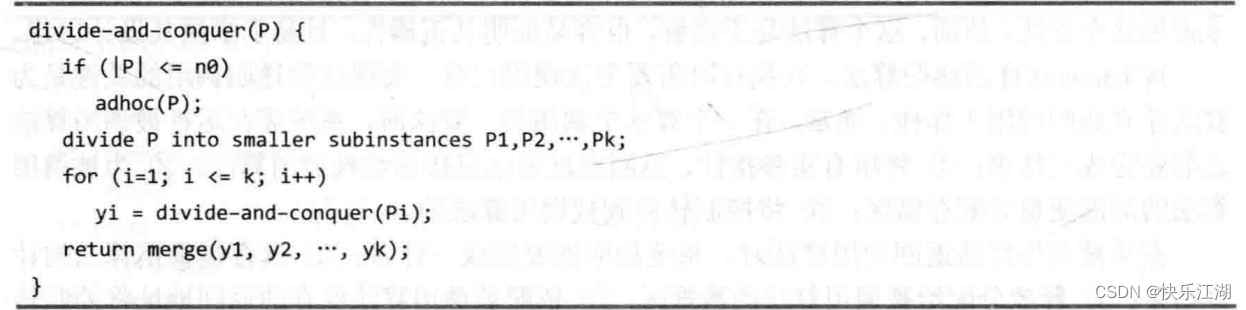 divide-and-conquer(P) {
if (|P| <= n0)
adhoc(P);
divide P into smaller subinstances P1,P2,⋯,Pk;
for (i=1; i <= k; i++)
yi = divide-and-conquer(Pi);
return merge(y1, y2, ⋯, yk);
}
CSDN @快乐江湖